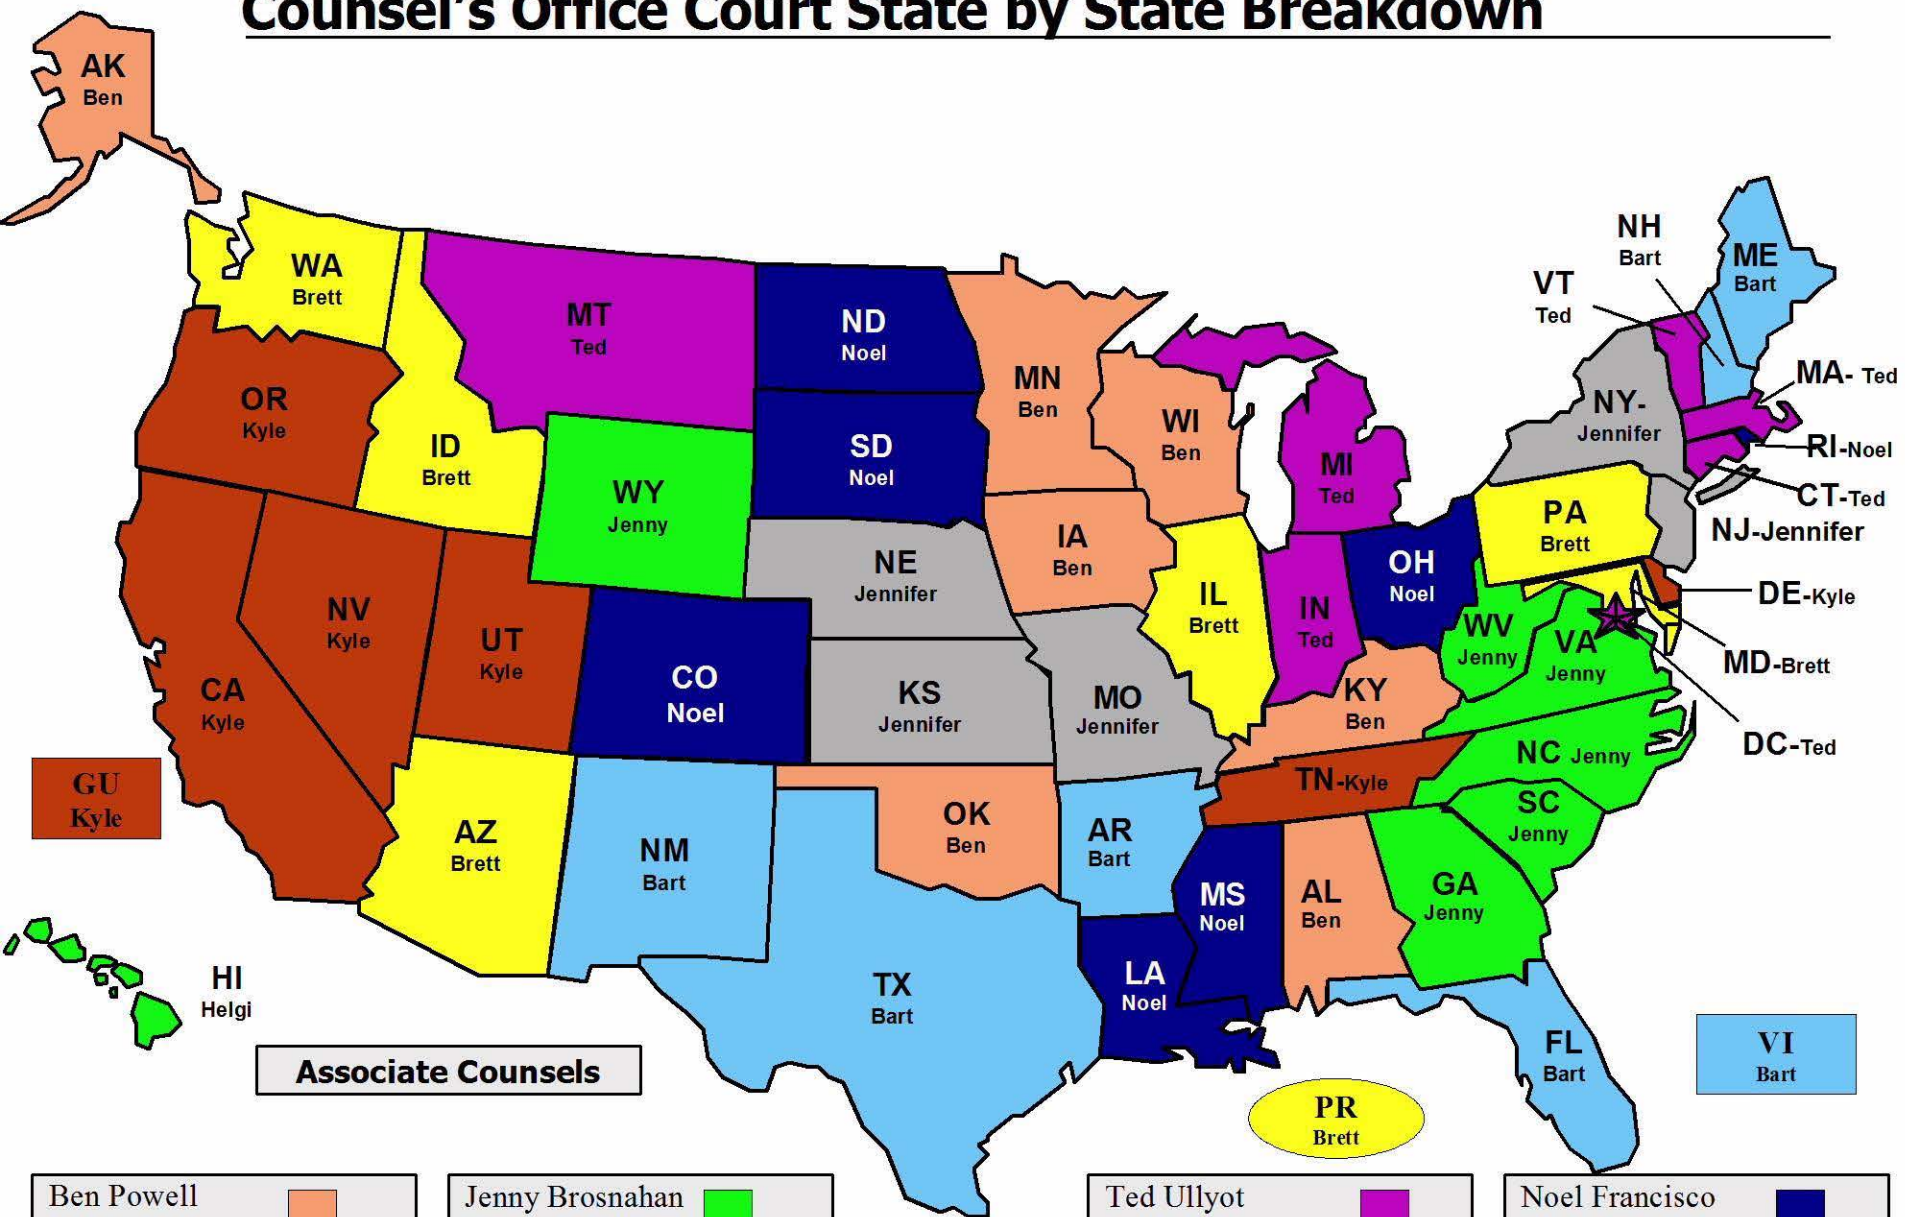 Counsel's Office Court State by State Breakdown
AK
Ben
WA
Brett
MT
Ted
ND
Noel
MN
Ben
NH
Bart
ME
Bart
VT
Ted
OR
Kyle
ID
Brett
WY
Jenny
SD
Noel
WI
Ben
MI
Ted
NY-
Jennifer
MA- Ted
RI-Noel
CT-Ted
NJ-Jennifer
PA
Brett
NE
Jennifer
IA
Ben
IL
Brett
IN
Ted
OH
Noel
DE-Kyle
MD-Brett
DC-Ted
WV
Jenny
VA
Jenny
NV
Kyle
UT
Kyle
CA
Kyle
CO
Noel
KS
Jennifer
MO
Jennifer
KY
Ben
NC Jenny
TN-Kyle
SC
Jenny
GU
Kyle
AZ
Brett
NM
Bart
OK
Ben
AR
Bart
MS
Noel
AL
Ben
GA
Jenny
HI
Helgi
TX
Bart
LA
Noel
FL
Bart
VI
Bart
PR
Brett
Associate Counsels
Ben Powell
Jenny Brosnahan
Ted Ullyot
Noel Francisco